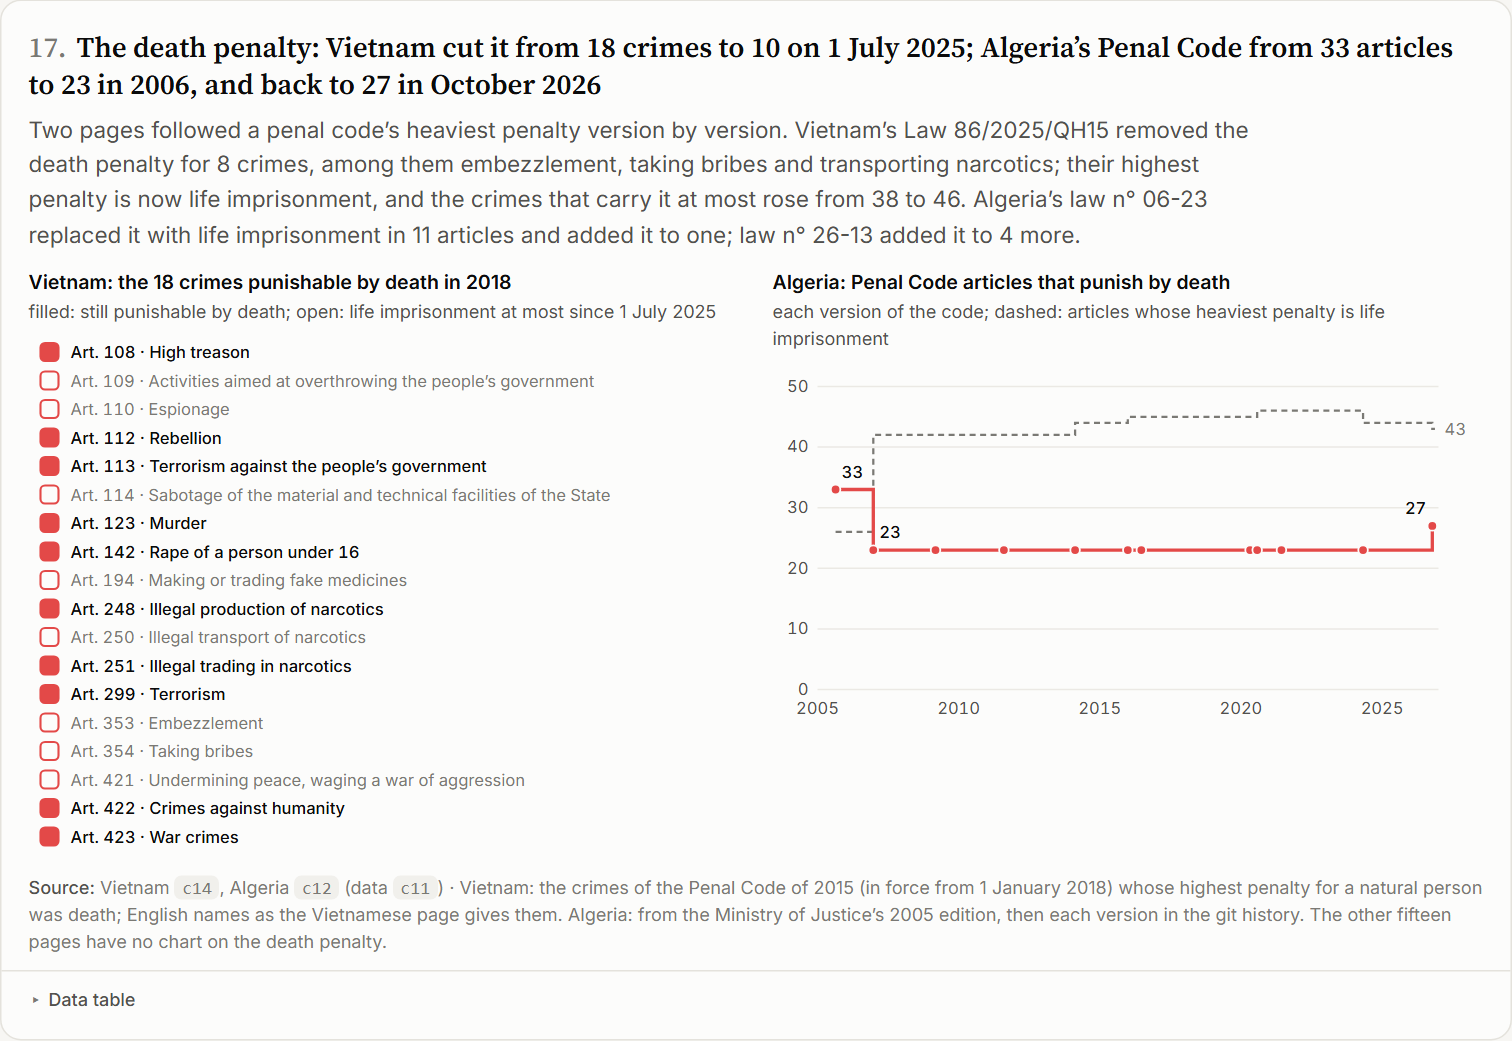 17. The death penalty: Vietnam cut it from 18 crimes to 10 on 1 July 2025; Algeria’s Penal Code from 33 articles
to 23 in 2006, and back to 27 in October 2026
Two pages followed a penal code’s heaviest penalty version by version. Vietnam’s Law 86/2025/QH15 removed the
death penalty for 8 crimes, among them embezzlement, taking bribes and transporting narcotics; their highest
penalty is now life imprisonment, and the crimes that carry it at most rose from 38 to 46. Algeria’s law n° 06-23
replaced it with life imprisonment in 11 articles and added it to one; law n° 26-13 added it to 4 more.
Vietnam: the 18 crimes punishable by death in 2018
filled: still punishable by death; open: life imprisonment at most since 1 July 2025
Art. 108 · High treason
Art. 109 · Activities aimed at overthrowing the people’s government
Art. 110 · Espionage
Art. 112 · Rebellion
Art. 113 · Terrorism against the people’s government
Art. 114 · Sabotage of the material and technical facilities of the State
Art. 123 · Murder
Art. 142 · Rape of a person under 16
Art. 194 · Making or trading fake medicines
Art. 248 · Illegal production of narcotics
Art. 250 · Illegal transport of narcotics
Art. 251 · Illegal trading in narcotics
Art. 299 · Terrorism
Art. 353 · Embezzlement
Art. 354 · Taking bribes
Art. 421 · Undermining peace, waging a war of aggression
Art. 422 · Crimes against humanity
Art. 423 · War crimes
Algeria: Penal Code articles that punish by death
each version of the code; dashed: articles whose heaviest penalty is life
imprisonment
50
43
40
33
30
27
23
20
10
0
2005 2010 2015 2020 2025
Source: Vietnam c14, Algeria c12 (data c11) · Vietnam: the crimes of the Penal Code of 2015 (in force from 1 January 2018) whose highest penalty for a natural person
was death; English names as the Vietnamese page gives them. Algeria: from the Ministry of Justice’s 2005 edition, then each version in the git history. The other fifteen
pages have no chart on the death penalty.
▸ Data table